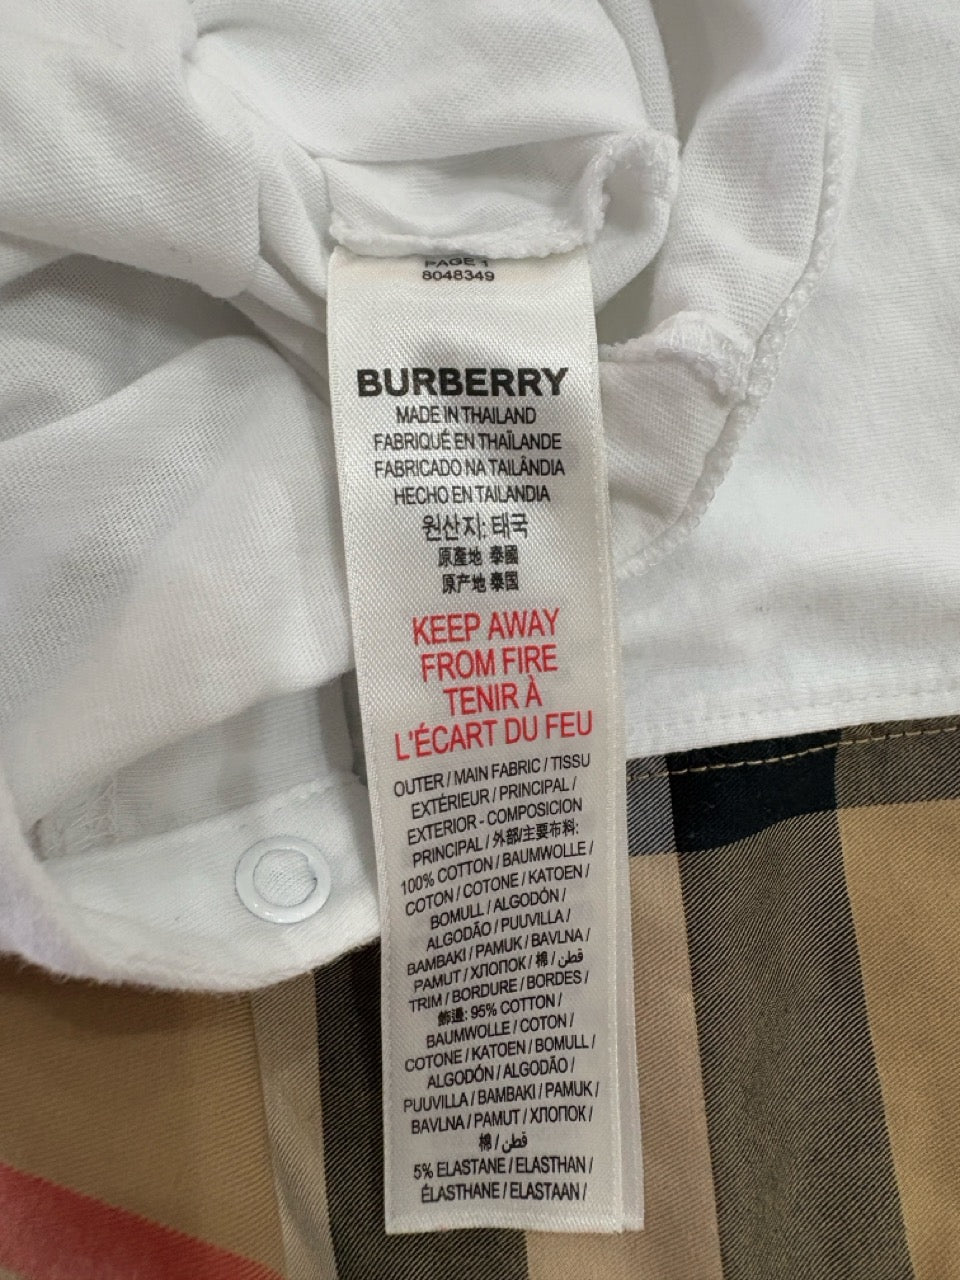 PAGE 1
8048349
BURBERRY
MADE IN THAILAND
FABRIQUÉ EN THAÏLANDE
FABRICADO NA TAILÂNDIA
HECHO EN TAILANDIA
원산지: 태국
原產地 泰國
原产地 泰国
KEEP AWAY
FROM FIRE
TENIR À
L'ÉCART DU FEU
OUTER / MAIN FABRIC / TISSU
EXTÉRIEUR / PRINCIPAL /
EXTERIOR - COMPOSICION
PRINCIPAL / 外部/主要布料:
100% COTTON / BAUMWOLLE /
COTON / COTONE / KATOEN /
BOMULL / ALGODÓN /
ALGODÃO / PUUVILLA /
BAMBAKI / PAMUK / BAVLNA /
PAMUT / ХЛОПОК / 棉 / قطن
TRIM / BORDURE / BORDES /
飾邊: 95% COTTON /
BAUMWOLLE / COTON /
COTONE / KATOEN / BOMULL /
ALGODÓN / ALGODÃO /
PUUVILLA / BAMBAKI / PAMUK /
BAVLNA / PAMUT / ХЛОПОК /
棉 / قطن
5% ELASTANE / ELASTHAN /
ÉLASTHANE / ELASTAAN /